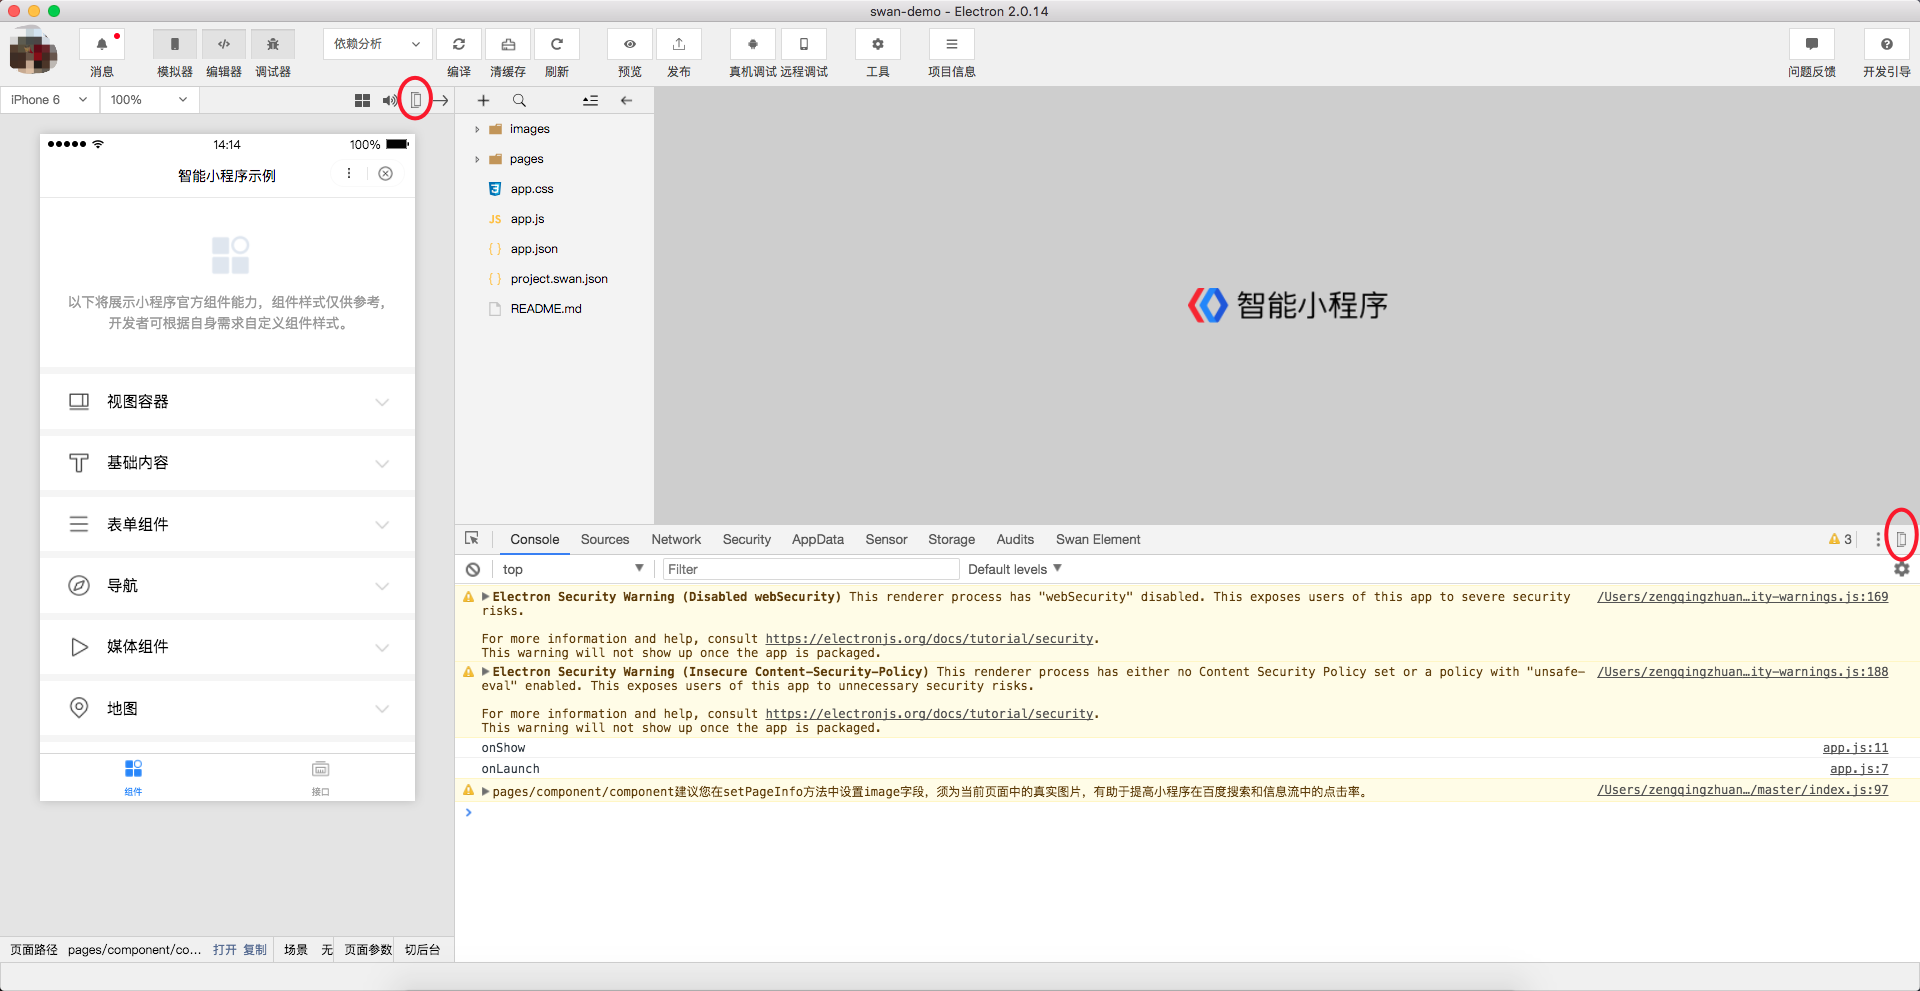 swan-demo - Electron 2.0.14
消息
模拟器
编辑器
调试器
依赖分析
编译
清缓存
刷新
预览
发布
真机调试
远程调试
工具
项目信息
问题反馈
开发引导
iPhone 6
100%
14:14
100%
智能小程序示例
以下将展示小程序官方组件能力，组件样式仅供参考，
开发者可根据自身需求自定义组件样式。
视图容器
基础内容
表单组件
导航
媒体组件
地图
组件
接口
页面路径 pages/component/co... 打开 复制 场景 无 页面参数 切后台
images
pages
app.css
JS app.js
{ } app.json
{ } project.swan.json
README.md
智能小程序
Console Sources Network Security AppData Sensor Storage Audits Swan Element
3
top
Filter
Default levels
Electron Security Warning (Disabled webSecurity) This renderer process has "webSecurity" disabled. This exposes users of this app to severe security
/Users/zengqingzhuan…ity-warnings.js:169
risks.
For more information and help, consult https://electronjs.org/docs/tutorial/security.
This warning will not show up once the app is packaged.
Electron Security Warning (Insecure Content-Security-Policy) This renderer process has either no Content Security Policy set or a policy with "unsafe-
/Users/zengqingzhuan…ity-warnings.js:188
eval" enabled. This exposes users of this app to unnecessary security risks.
For more information and help, consult https://electronjs.org/docs/tutorial/security.
This warning will not show up once the app is packaged.
onShow
app.js:11
onLaunch
app.js:7
pages/component/component建议您在setPageInfo方法中设置image字段，须为当前页面中的真实图片，有助于提高小程序在百度搜索和信息流中的点击率。
/Users/zengqingzhuan…/master/index.js:97